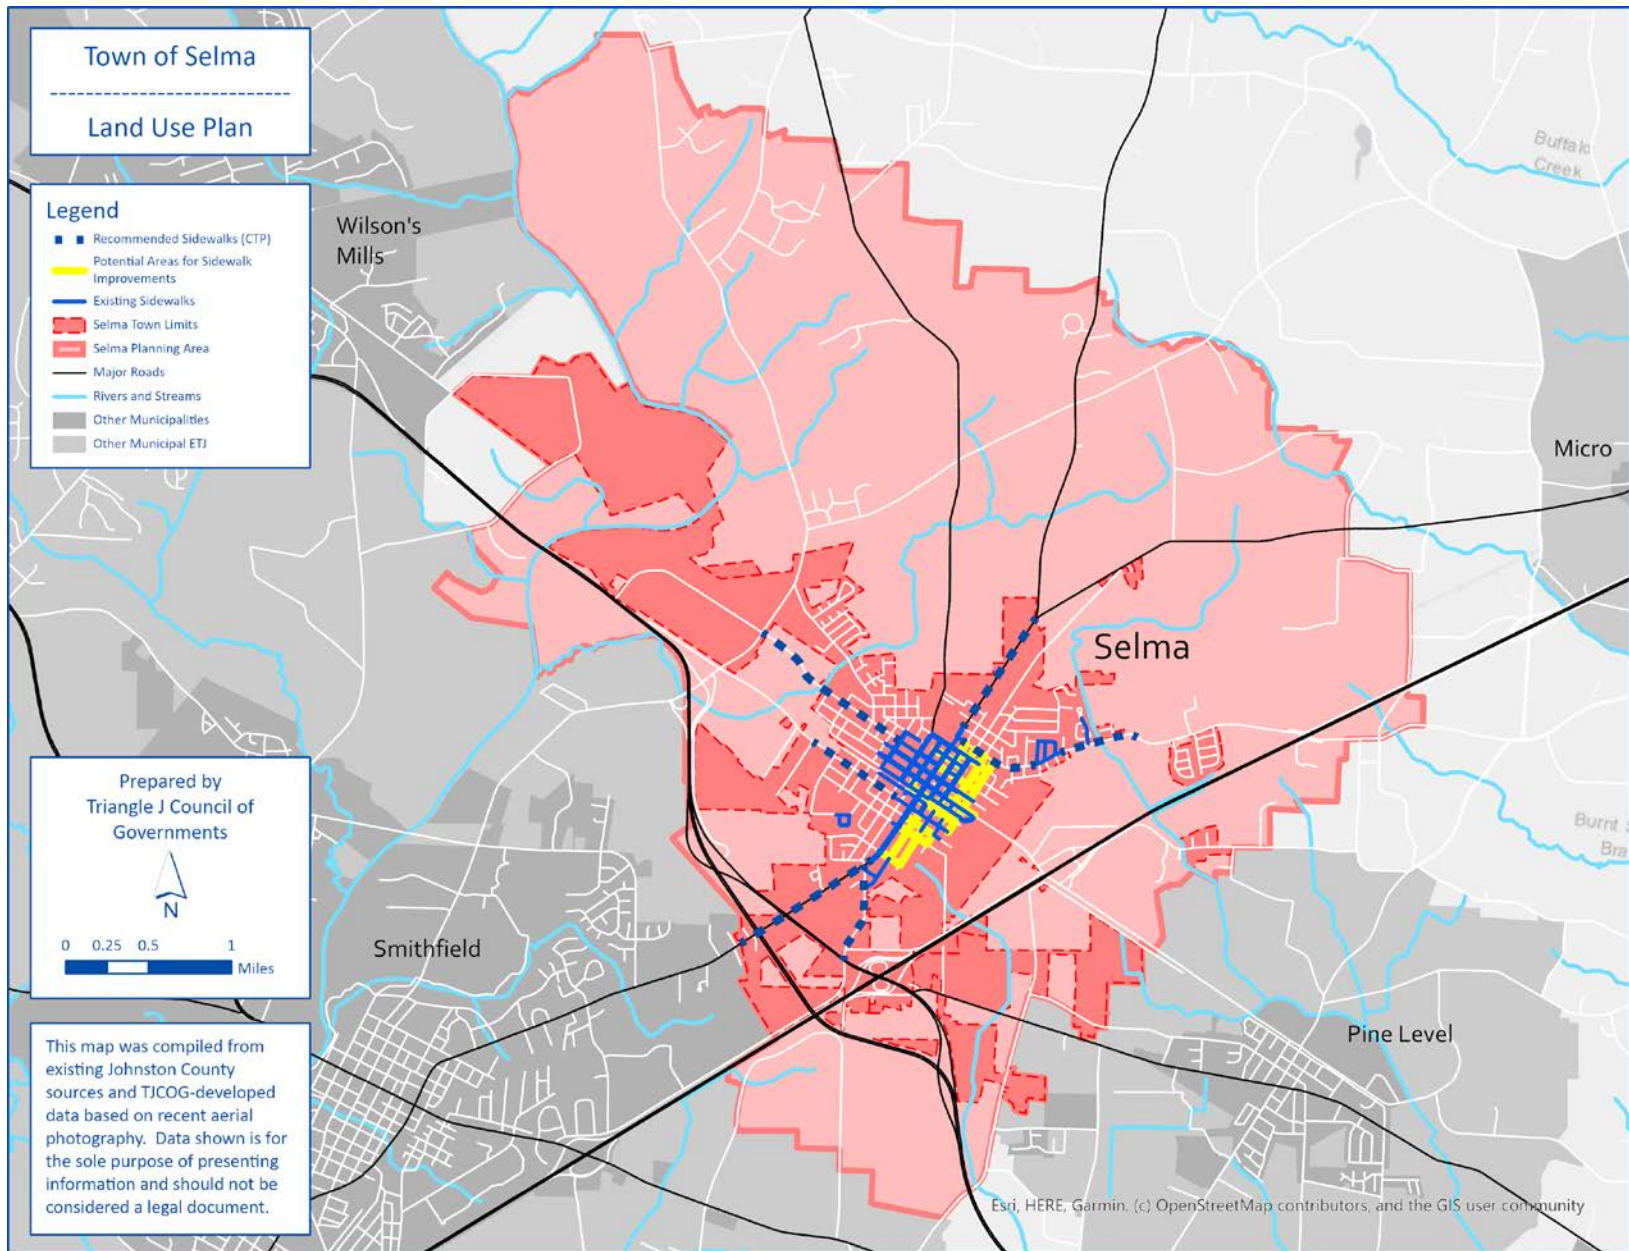 Town of Selma
Land Use Plan
Legend
Recommended Sidewalks (CTP)
Potential Areas for Sidewalk
Improvements
Existing Sidewalks
Selma Town Limits
Selma Planning Area
Major Roads
Rivers and Streams
Other Municipalities
Other Municipal ETJ
Wilson's
Mills
Buffalo
Creek
Micro
Selma
Burnt S
Bra
Smithfield
Pine Level
Prepared by
Triangle J Council of
Governments
N
0 0.25 0.5 1
Miles
This map was compiled from
existing Johnston County
sources and TJCOG-developed
data based on recent aerial
photography. Data shown is for
the sole purpose of presenting
information and should not be
considered a legal document.
Esri, HERE, Garmin, (c) OpenStreetMap contributors, and the GIS user community